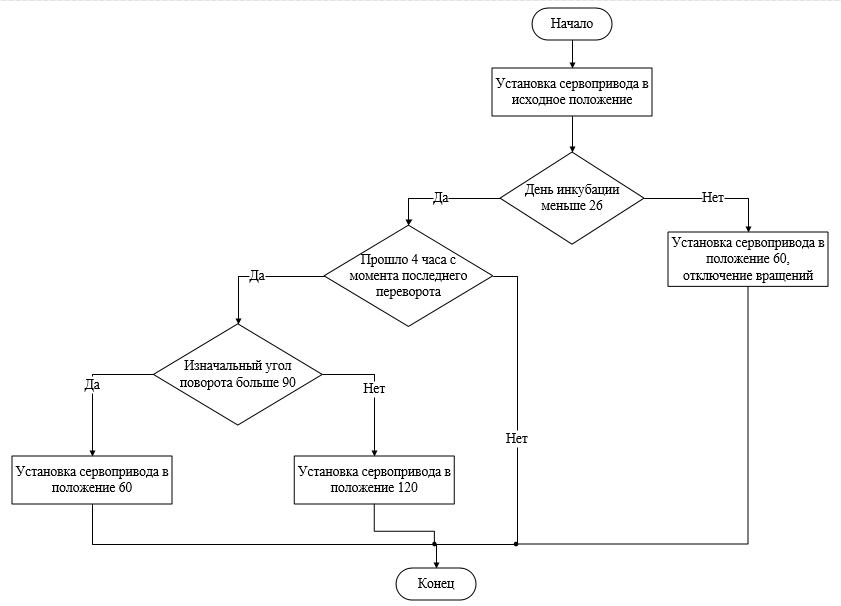 Начало
Установка сервопривода в
исходное положение
День инкубации
меньше 26
Да
Нет
Установка сервопривода в
положение 60,
отключение вращений
Прошло 4 часа с
момента последнего
переворота
Да
Нет
Изначальный угол
поворота больше 90
Да
Нет
Установка сервопривода в
положение 60
Установка сервопривода в
положение 120
Конец